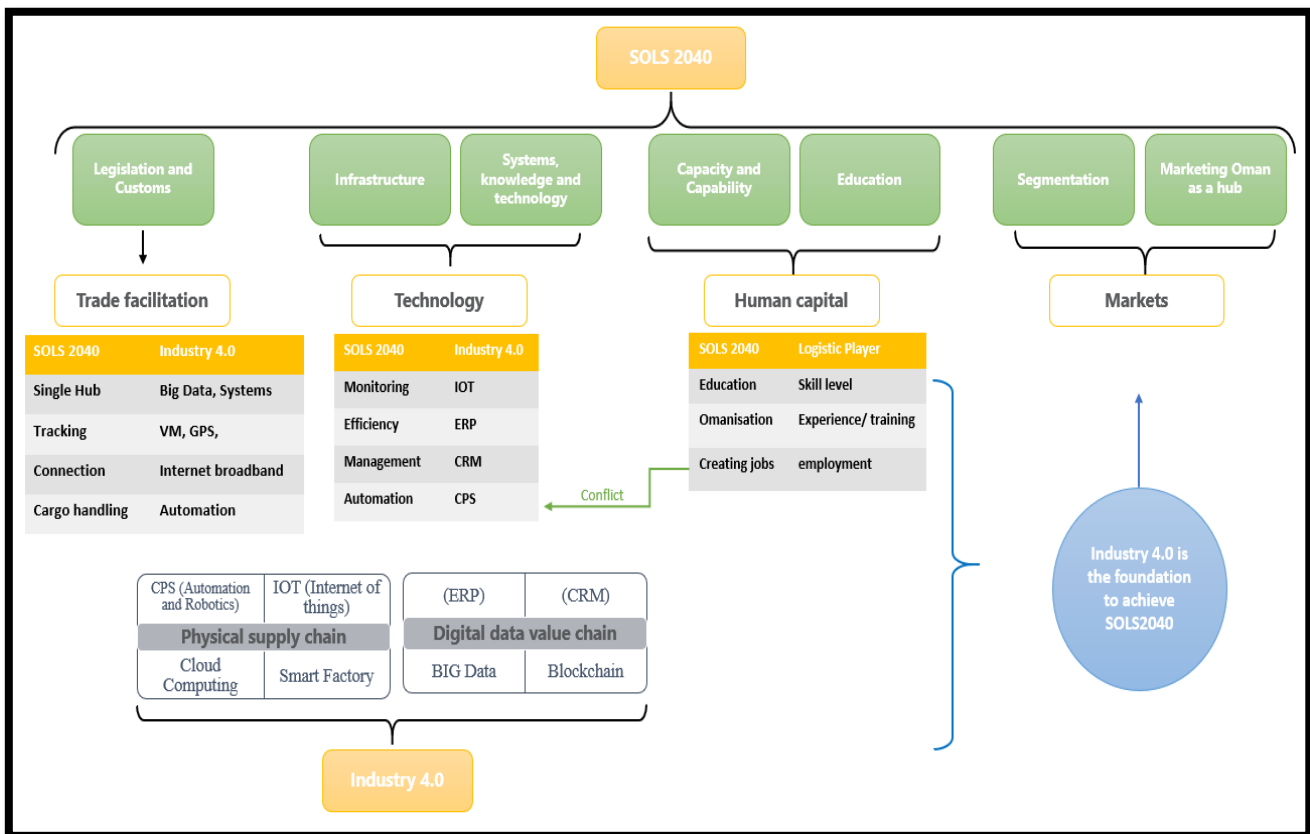 SOLS 2040
Legislation and
Customs
Infrastructure
Systems,
knowledge and
technology
Capacity and
Capability
Education
Segmentation
Marketing Oman
as a hub
Trade facilitation
Technology
Human capital
Markets
SOLS 2040 Industry 4.0
Single Hub Big Data, Systems
Tracking VM, GPS,
Connection Internet broadband
Cargo handling Automation
SOLS 2040 Industry 4.0
Monitoring IOT
Efficiency ERP
Management CRM
Automation CPS
SOLS 2040 Logistic Player
Education Skill level
Omanisation Experience/ training
Creating jobs employment
Conflict
Industry 4.0 is
the foundation
to achieve
SOLS2040
CPS (Automation
and Robotics)
IOT (Internet of
things)
Physical supply chain
Cloud
Computing
Smart Factory
(ERP) (CRM)
Digital data value chain
BIG Data Blockchain
Industry 4.0